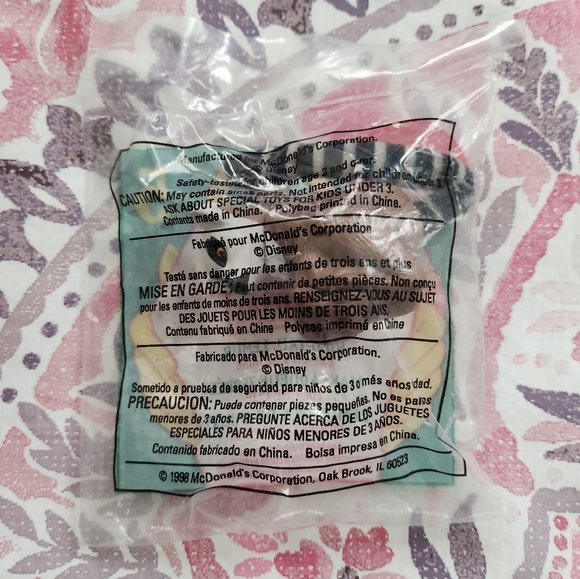 Manufactured for McDonald's Corporation.
© Disney
Safety-tested for children age 3 and over.
CAUTION: May contain small parts. Not intended for children under 3.
ASK ABOUT SPECIAL TOYS FOR KIDS UNDER 3.
Contents made in China. Polybag printed in China.
Fabriqué pour McDonald's Corporation
© Disney
Testé sans danger pour les enfants de trois ans et plus
MISE EN GARDE: Peut contenir de petites pièces. Non conçu
pour les enfants de moins de trois ans. RENSEIGNEZ-VOUS AU SUJET
DES JOUETS POUR LES MOINS DE TROIS ANS.
Contenu fabriqué en Chine Polysac imprimé en Chine
Fabricado para McDonald's Corporation.
© Disney
Sometido a pruebas de seguridad para niños de 3 o más años de edad.
PRECAUCION: Puede contener piezas pequeñas. No es para
menores de 3 años. PREGUNTE ACERCA DE LOS JUGUETES
ESPECIALES PARA NIÑOS MENORES DE 3 AÑOS.
Contenido fabricado en China. Bolsa impresa en China.
© 1998 McDonald's Corporation, Oak Brook, IL 60523